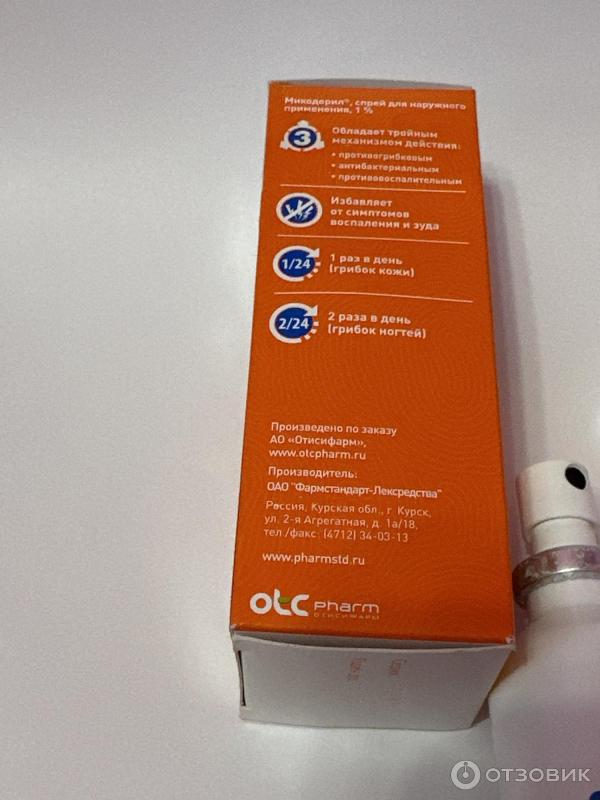 Микодерил®, спрей для наружного
применения, 1 %
3
Обладает тройным
механизмом действия:
• противогрибковым
• антибактериальным
• противовоспалительным
Избавляет
от симптомов
воспаления и зуда
1/24
1 раз в день
(грибок кожи)
2/24
2 раза в день
(грибок ногтей)
Произведено по заказу
АО «Отисифарм»,
www.otcpharm.ru
Производитель:
ОАО "Фармстандарт-Лексредства"
Россия, Курская обл., г. Курск,
ул. 2-я Агрегатная, д. 1а/18,
тел./факс: (4712) 34-03-13
www.pharmstd.ru
otc pharm
ОТИСИФАРМ
ОТЗОВИК